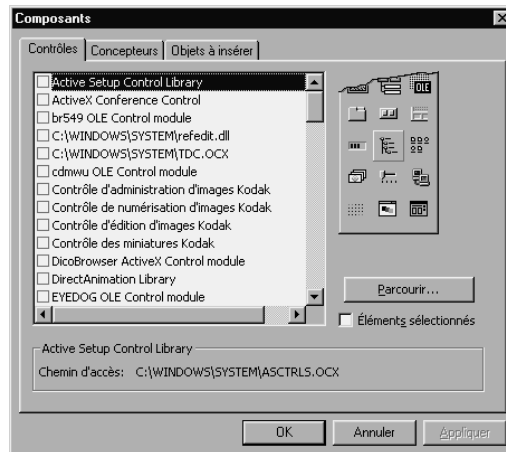 Composants
Contrôles Concepteurs Objets à insérer
Active Setup Control Library
ActiveX Conference Control
br549 OLE Control module
C:\WINDOWS\SYSTEM\refedit.dll
C:\WINDOWS\SYSTEM\TDC.OCX
cdmwu OLE Control module
Contrôle d'administration d'images Kodak
Contrôle de numérisation d'images Kodak
Contrôle d'édition d'images Kodak
Contrôle des miniatures Kodak
DicoBrowser ActiveX Control module
DirectAnimation Library
EYEDOG OLE Control module
OLE
Parcourir...
Éléments sélectionnés
Active Setup Control Library
Chemin d'accès: C:\WINDOWS\SYSTEM\ASCTRLS.OCX
OK Annuler Appliquer